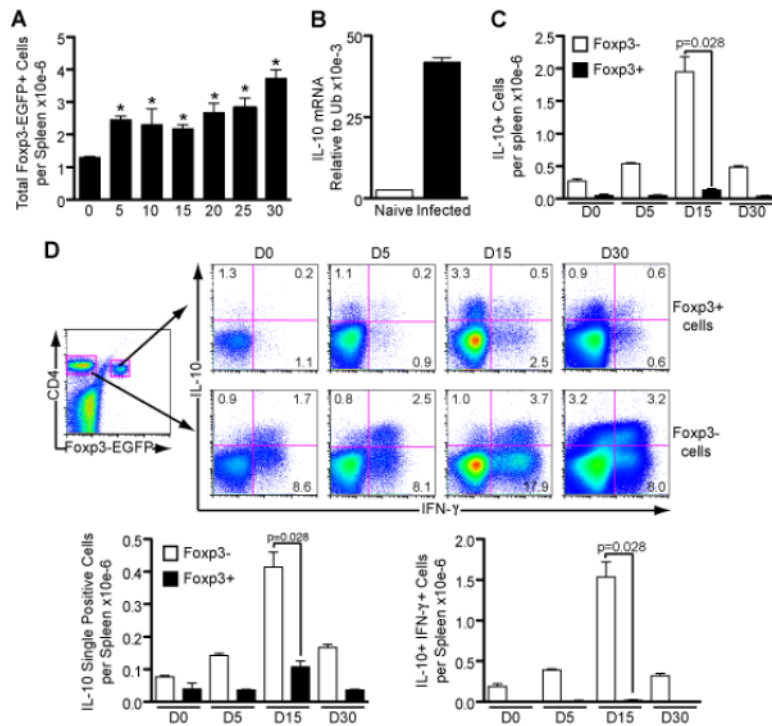 A
Total Foxp3-EGFP+ Cells
per Spleen x10e-6
5
4
3
2
1
0
* * * * * *
0 5 10 15 20 25 30
B
IL-10 mRNA
Relative to Ub x10e-3
50
25
0
Naive Infected
C
IL-10+ Cells
per spleen x10e-6
2.5
2.0
1.5
1.0
0.5
0.0
Foxp3-
Foxp3+
p=0.028
D0 D5 D15 D30
D
CD4
Foxp3-EGFP
D0 D5 D15 D30
IL-10
1.3 0.2 1.1 0.2 3.3 0.5 0.9 0.6
1.1 0.9 2.5 0.6
Foxp3+
cells
0.9 1.7 0.8 2.5 1.0 3.7 3.2 3.2
8.6 8.1 17.9 8.0
Foxp3-
cells
IFN-γ
IL-10 Single Positive Cells
per Spleen x10e-6
0.5
0.4
0.3
0.2
0.1
0.0
Foxp3-
Foxp3+
p=0.028
D0 D5 D15 D30
IL-10+ IFN-γ+ Cells
per Spleen x10e-6
2.0
1.5
1.0
0.5
0.0
p=0.028
D0 D5 D15 D30